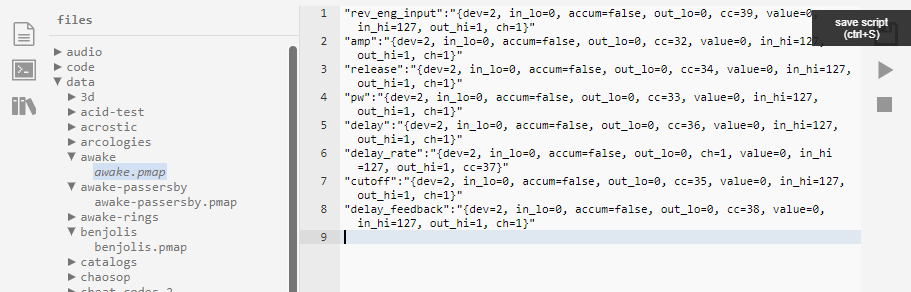 files
audio
code
data
3d
acid-test
acrostic
arcologies
awake
awake.pmap
awake-passersby
awake-passersby.pmap
awake-rings
benjolis
benjolis.pmap
catalogs
chaosop
cheat-codes-2
1 "rev_eng_input":"{dev=2, in_lo=0, accum=false, out_lo=0, cc=39, value=0,
in_hi=127, out_hi=1, ch=1}"
2 "amp":"{dev=2, in_lo=0, accum=false, out_lo=0, cc=32, value=0, in_hi=127,
out_hi=1, ch=1}"
3 "release":"{dev=2, in_lo=0, accum=false, out_lo=0, cc=34, value=0, in_hi=127,
out_hi=1, ch=1}"
4 "pw":"{dev=2, in_lo=0, accum=false, out_lo=0, cc=33, value=0, in_hi=127,
out_hi=1, ch=1}"
5 "delay":"{dev=2, in_lo=0, accum=false, out_lo=0, cc=36, value=0, in_hi=127,
out_hi=1, ch=1}"
6 "delay_rate":"{dev=2, in_lo=0, accum=false, out_lo=0, ch=1, value=0, in_hi
=127, out_hi=1, cc=37}"
7 "cutoff":"{dev=2, in_lo=0, accum=false, out_lo=0, cc=35, value=0, in_hi=127,
out_hi=1, ch=1}"
8 "delay_feedback":"{dev=2, in_lo=0, accum=false, out_lo=0, cc=38, value=0,
in_hi=127, out_hi=1, ch=1}"
9
save script
(ctrl+S)